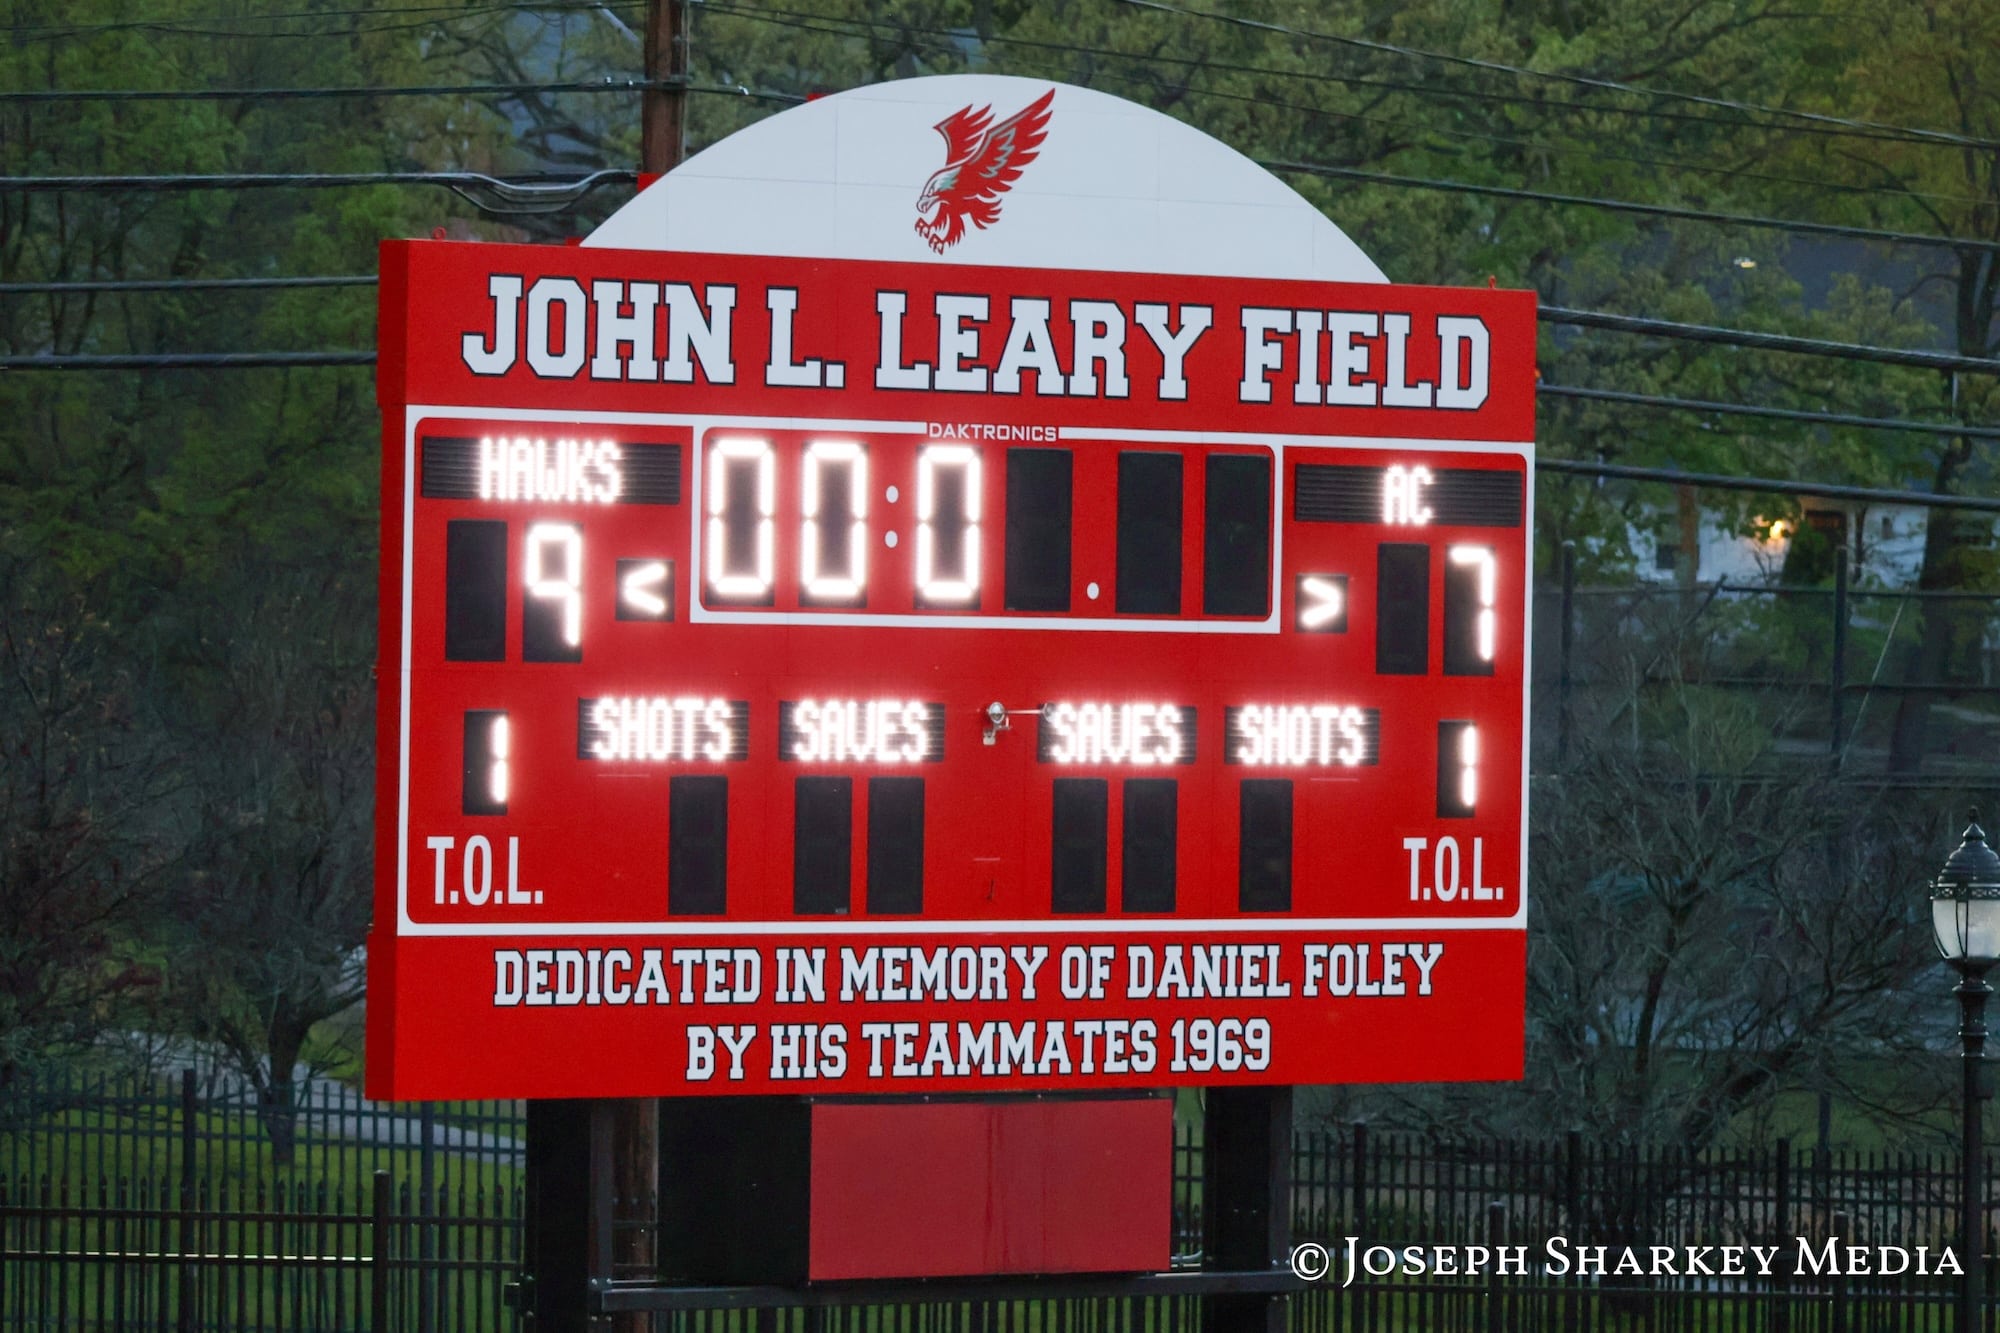 JOHN L. LEARY FIELD
DAKTRONICS
HAWKS 00:0 . AC
9 < > 7
SHOTS SAVES SAVES SHOTS
1 1
T.O.L. T.O.L.
DEDICATED IN MEMORY OF DANIEL FOLEY
BY HIS TEAMMATES 1969
© JOSEPH SHARKEY MEDIA